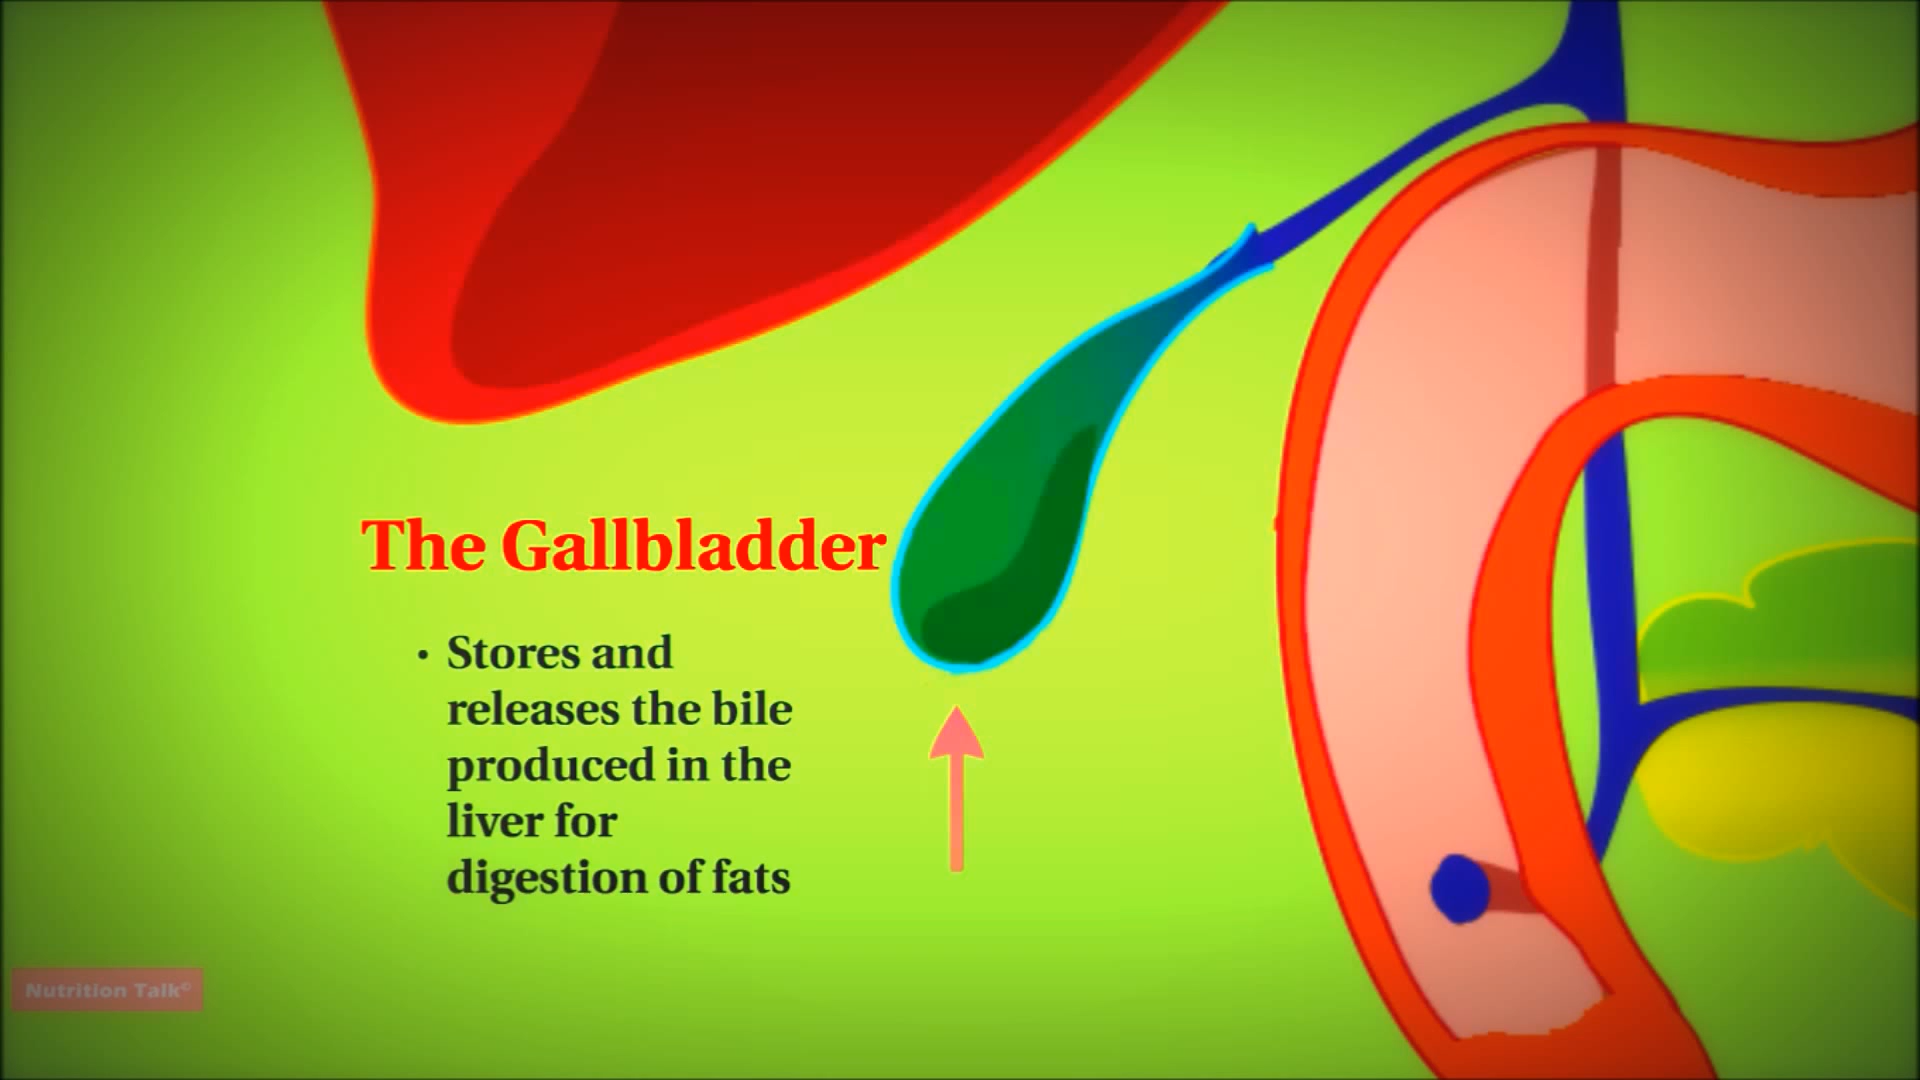 The Gallbladder
• Stores and
releases the bile
produced in the
liver for
digestion of fats
Nutrition Talk©